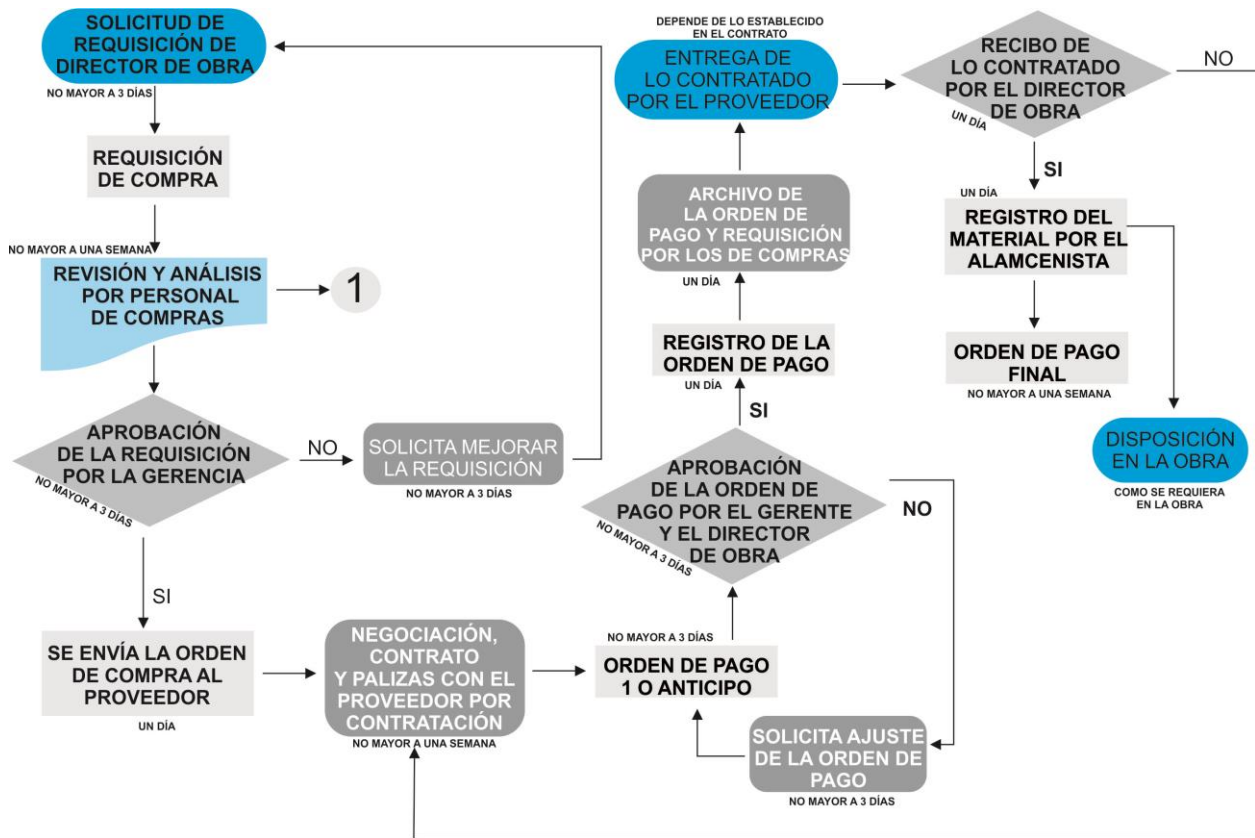 SOLICITUD DE
REQUISICIÓN DE
DIRECTOR DE OBRA
NO MAYOR A 3 DÍAS
REQUISICIÓN
DE COMPRA
NO MAYOR A UNA SEMANA
REVISIÓN Y ANÁLISIS
POR PERSONAL
DE COMPRAS
1
APROBACIÓN
DE LA REQUISICIÓN
POR LA GERENCIA
NO MAYOR A 3 DÍAS
NO
SOLICITA MEJORAR
LA REQUISICIÓN
NO MAYOR A 3 DÍAS
SI
SE ENVÍA LA ORDEN
DE COMPRA AL
PROVEEDOR
UN DÍA
NEGOCIACIÓN,
CONTRATO
Y PALIZAS CON EL
PROVEEDOR POR
CONTRATACIÓN
NO MAYOR A UNA SEMANA
NO MAYOR A 3 DÍAS
ORDEN DE PAGO
1 O ANTICIPO
APROBACIÓN
DE LA ORDEN DE
PAGO POR EL GERENTE
Y EL DIRECTOR
DE OBRA
NO MAYOR A 3 DÍAS
NO
SOLICITA AJUSTE
DE LA ORDEN DE
PAGO
NO MAYOR A 3 DÍAS
SI
REGISTRO DE LA
ORDEN DE PAGO
UN DÍA
ARCHIVO DE
LA ORDEN DE
PAGO Y REQUISICIÓN
POR LOS DE COMPRAS
UN DÍA
DEPENDE DE LO ESTABLECIDO
EN EL CONTRATO
ENTREGA DE
LO CONTRATADO
POR EL PROVEEDOR
RECIBO DE
LO CONTRATADO
POR EL DIRECTOR
DE OBRA
UN DÍA
NO
SI
UN DÍA
REGISTRO DEL
MATERIAL POR EL
ALAMCENISTA
ORDEN DE PAGO
FINAL
NO MAYOR A UNA SEMANA
DISPOSICIÓN
EN LA OBRA
COMO SE REQUIERA
EN LA OBRA